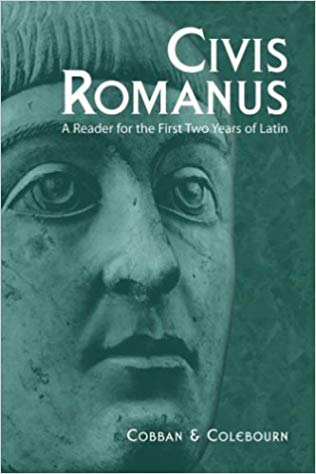 CIVIS
ROMANUS
A Reader for the First Two Years of Latin
COBBAN & COLEBOURN